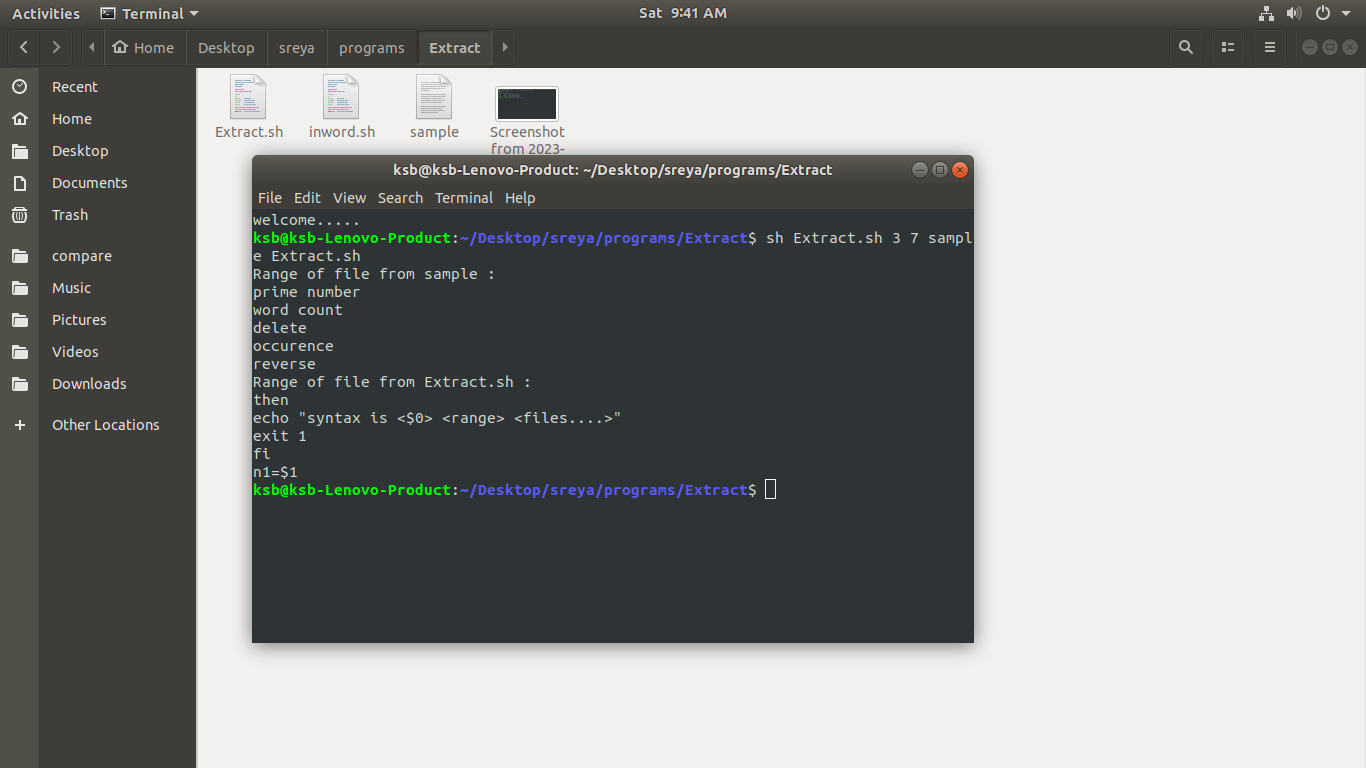 Activities
Terminal
Sat 9:41 AM
Home
Desktop
sreya
programs
Extract
Recent
Home
Desktop
Documents
Trash
compare
Music
Pictures
Videos
Downloads
Other Locations
Extract.sh
inword.sh
sample
Screenshot
from 2023-
ksb@ksb-Lenovo-Product: ~/Desktop/sreya/programs/Extract
File Edit View Search Terminal Help
welcome.....
ksb@ksb-Lenovo-Product:~/Desktop/sreya/programs/Extract$ sh Extract.sh 3 7 sampl
e Extract.sh
Range of file from sample :
prime number
word count
delete
occurence
reverse
Range of file from Extract.sh :
then
echo "syntax is <$0> <range> <files....>"
exit 1
fi
n1=$1
ksb@ksb-Lenovo-Product:~/Desktop/sreya/programs/Extract$